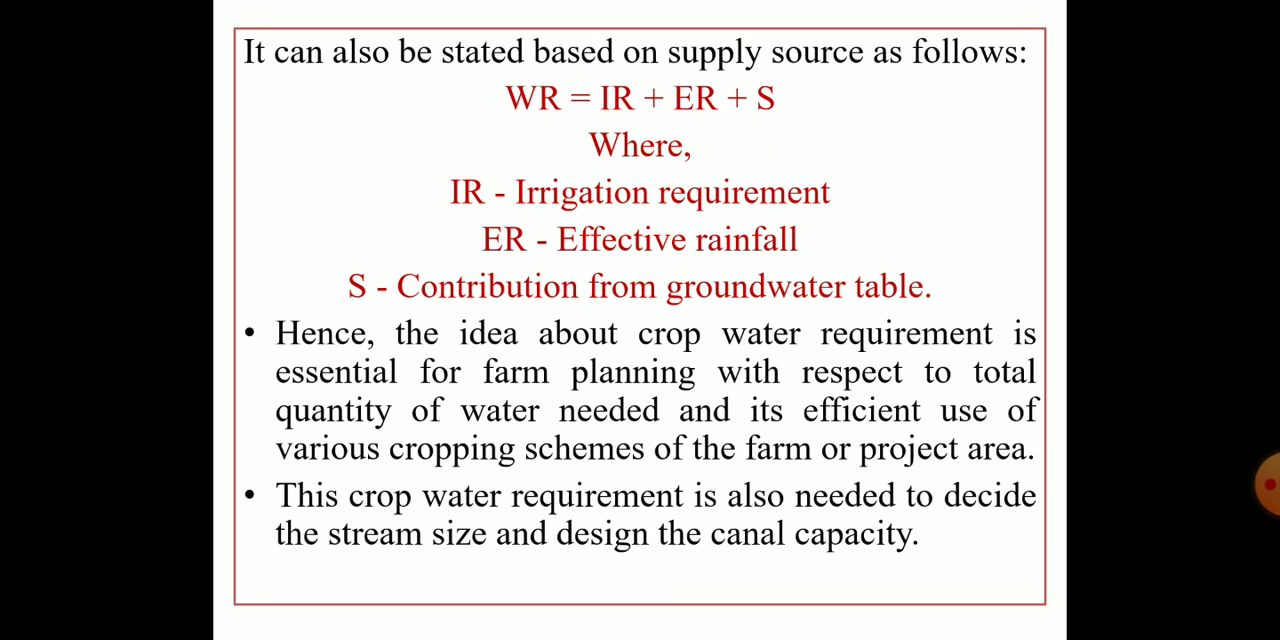 It can also be stated based on supply source as follows:
WR = IR + ER + S
Where,
IR - Irrigation requirement
ER - Effective rainfall
S - Contribution from groundwater table.
• Hence, the idea about crop water requirement is
essential for farm planning with respect to total
quantity of water needed and its efficient use of
various cropping schemes of the farm or project area.
• This crop water requirement is also needed to decide
the stream size and design the canal capacity.